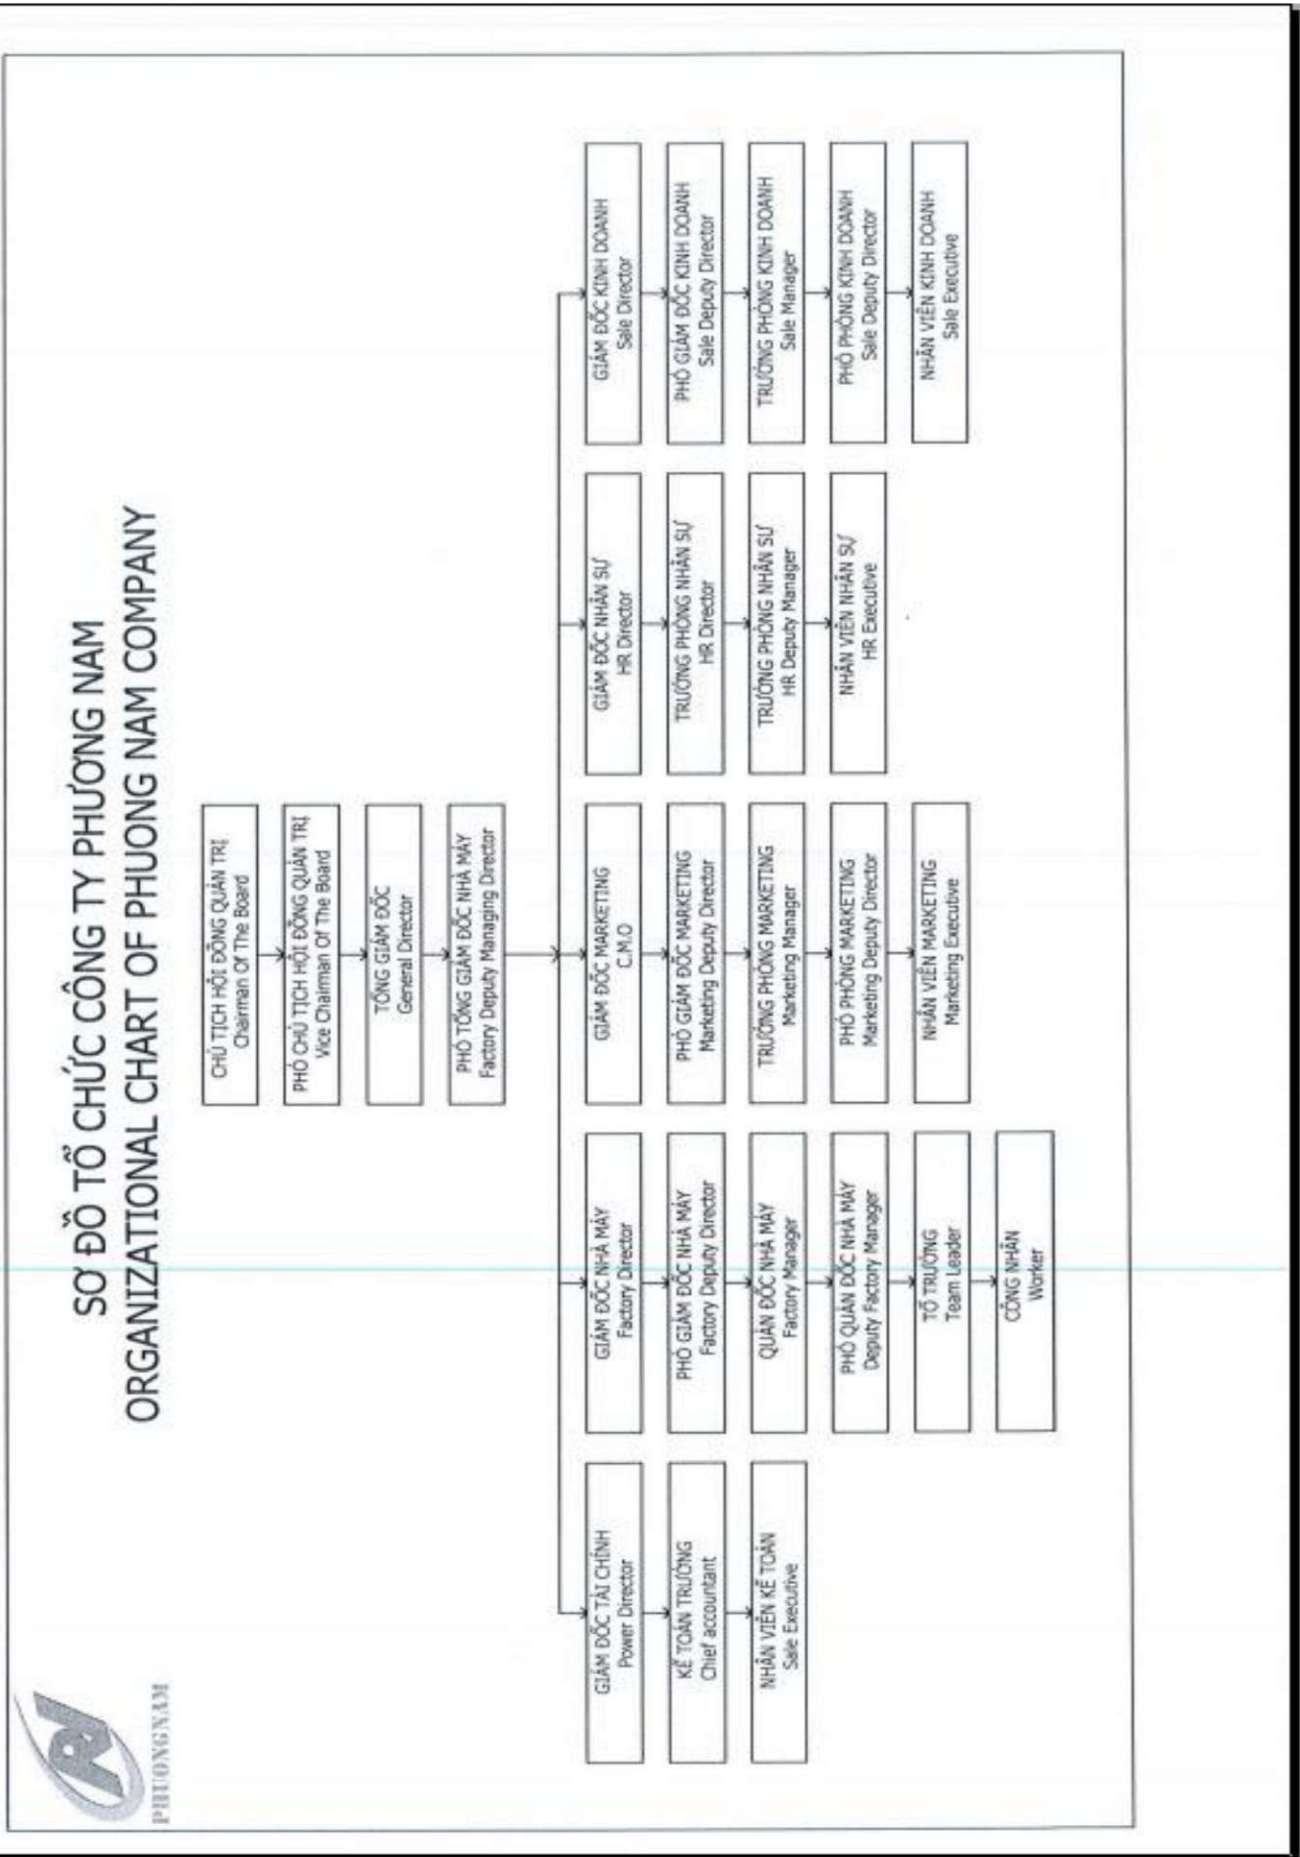 PHUONGNAM
SƠ ĐỒ TỔ CHỨC CÔNG TY PHƯƠNG NAM
ORGANIZATIONAL CHART OF PHUONG NAM COMPANY
CHỦ TỊCH HỘI ĐỒNG QUẢN TRỊ
Chairman Of The Board
PHÓ CHỦ TỊCH HỘI ĐỒNG QUẢN TRỊ
Vice Chairman Of The Board
TỔNG GIÁM ĐỐC
General Director
PHÓ TỔNG GIÁM ĐỐC NHÀ MÁY
Factory Deputy Managing Director
GIÁM ĐỐC TÀI CHÍNH
Power Director
KẾ TOÁN TRƯỞNG
Chief accountant
NHÂN VIÊN KẾ TOÁN
Sale Executive
GIÁM ĐỐC NHÀ MÁY
Factory Director
PHÓ GIÁM ĐỐC NHÀ MÁY
Factory Deputy Director
QUẢN ĐỐC NHÀ MÁY
Factory Manager
PHÓ QUẢN ĐỐC NHÀ MÁY
Deputy Factory Manager
TỔ TRƯỞNG
Team Leader
CÔNG NHÂN
Worker
GIÁM ĐỐC MARKETING
C.M.O
PHÓ GIÁM ĐỐC MARKETING
Marketing Deputy Director
TRƯỞNG PHÒNG MARKETING
Marketing Manager
PHÓ PHÒNG MARKETING
Marketing Deputy Director
NHÂN VIÊN MARKETING
Marketing Executive
GIÁM ĐỐC NHÂN SỰ
HR Director
TRƯỞNG PHÒNG NHÂN SỰ
HR Director
TRƯỞNG PHÒNG NHÂN SỰ
HR Deputy Manager
NHÂN VIÊN NHÂN SỰ
HR Executive
GIÁM ĐỐC KINH DOANH
Sale Director
PHÓ GIÁM ĐỐC KINH DOANH
Sale Deputy Director
TRƯỞNG PHÒNG KINH DOANH
Sale Manager
PHÓ PHÒNG KINH DOANH
Sale Deputy Director
NHÂN VIÊN KINH DOANH
Sale Executive